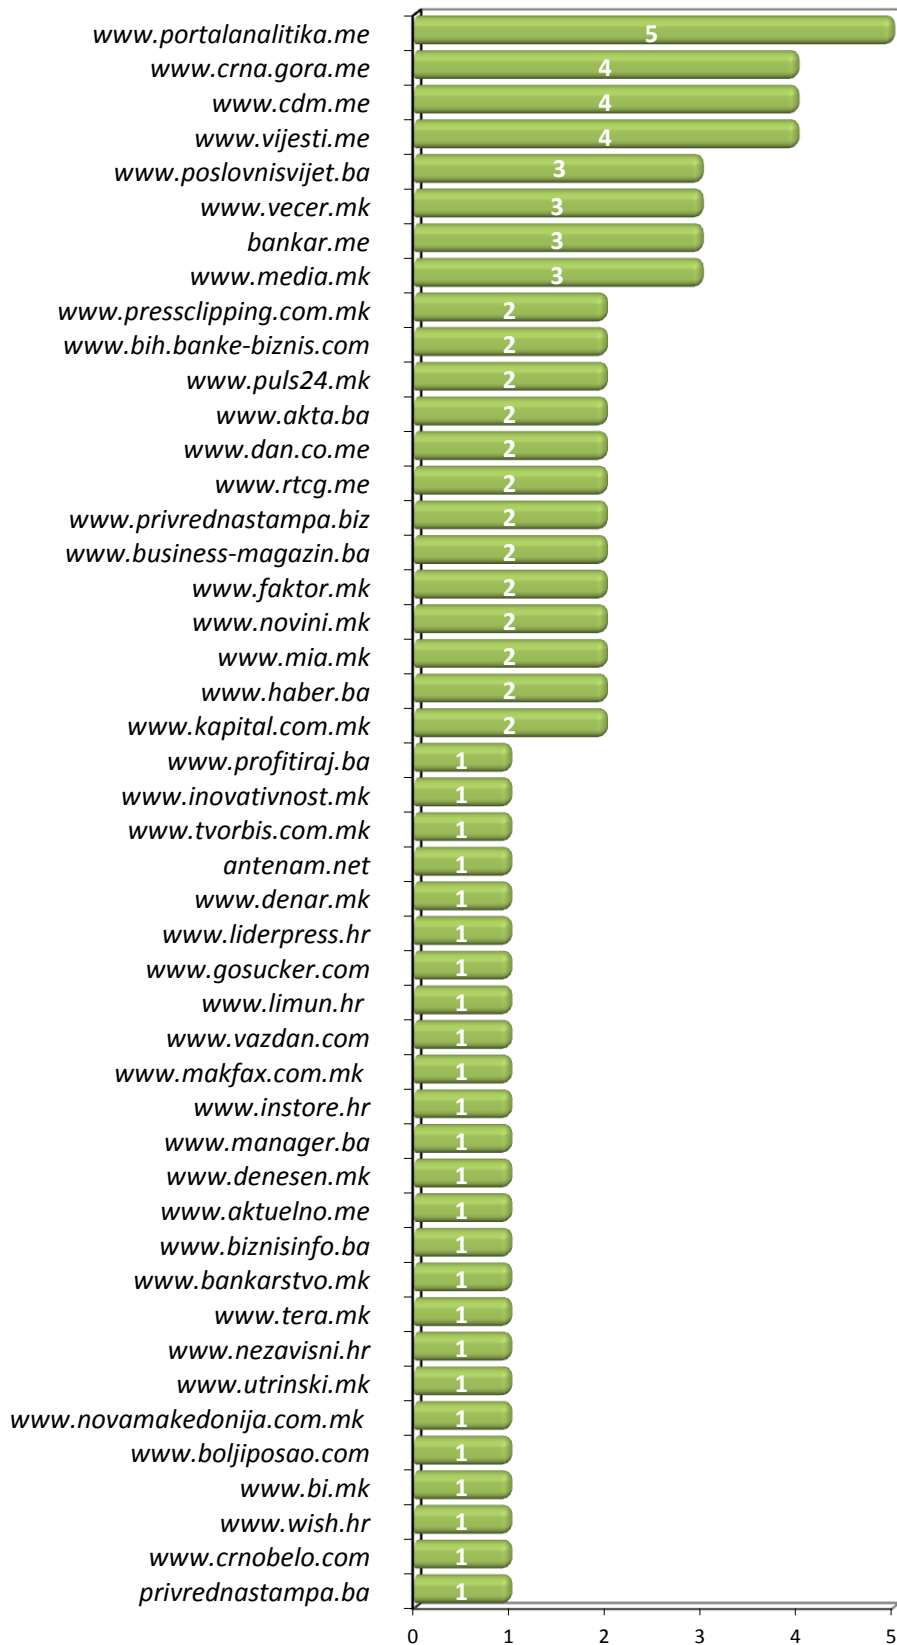 www.portalanalitika.me 5
www.crna.gora.me 4
www.cdm.me 4
www.vijesti.me 4
www.poslovnisvijet.ba 3
www.vecer.mk 3
bankar.me 3
www.media.mk 3
www.pressclipping.com.mk 2
www.bih.banke-biznis.com 2
www.puls24.mk 2
www.akta.ba 2
www.dan.co.me 2
www.rtcg.me 2
www.privrednastampa.biz 2
www.business-magazin.ba 2
www.faktor.mk 2
www.novini.mk 2
www.mia.mk 2
www.haber.ba 2
www.kapital.com.mk 2
www.profitiraj.ba 1
www.inovativnost.mk 1
www.tvorbis.com.mk 1
antenam.net 1
www.denar.mk 1
www.liderpress.hr 1
www.gosucker.com 1
www.limun.hr 1
www.vazdan.com 1
www.makfax.com.mk 1
www.instore.hr 1
www.manager.ba 1
www.denesen.mk 1
www.aktuelno.me 1
www.biznisinfo.ba 1
www.bankarstvo.mk 1
www.tera.mk 1
www.nezavisni.hr 1
www.utrinski.mk 1
www.novamakedonija.com.mk 1
www.boljiposao.com 1
www.bi.mk 1
www.wish.hr 1
www.crnobelo.com 1
privrednastampa.ba 1
0 1 2 3 4 5